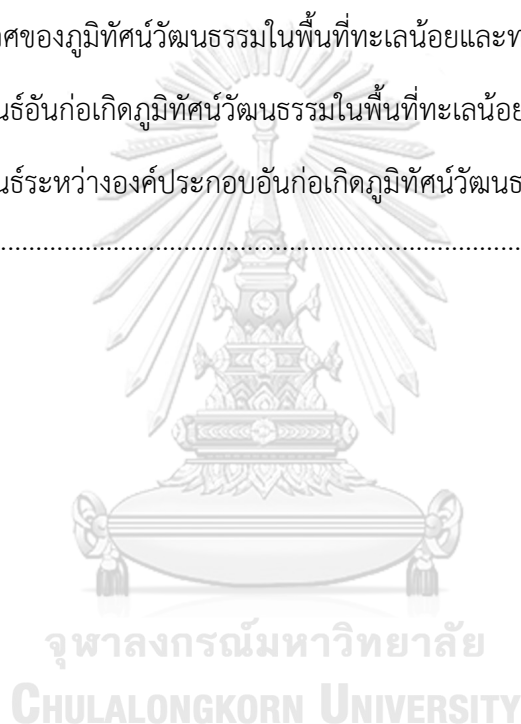 ศของภูมิทัศน์วัฒนธรรมในพื้นที่ทะเลน้อยและท
นธ์อันก่อเกิดภูมิทัศน์วัฒนธรรมในพื้นที่ทะเลน้อย
นธ์ระหว่างองค์ประกอบอันก่อเกิดภูมิทัศน์วัฒนธ
................................................................................
จุฬาลงกรณ์มหาวิทยาลัย
CHULALONGKORN UNIVERSITY